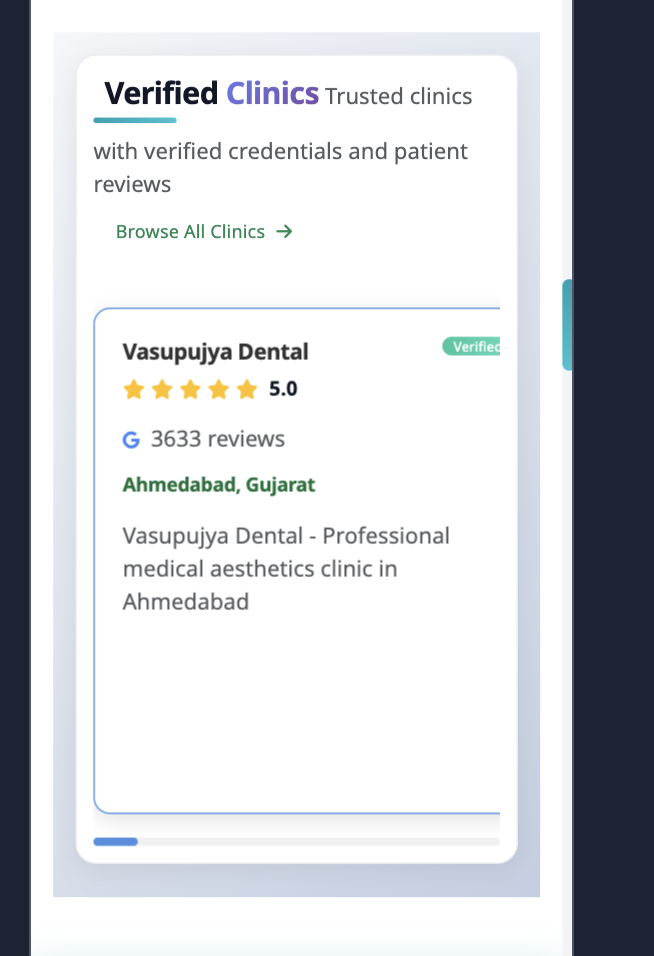 Verified Clinics Trusted clinics
with verified credentials and patient
reviews
Browse All Clinics →
Vasupujya Dental
Verified
5.0
G 3633 reviews
Ahmedabad, Gujarat
Vasupujya Dental - Professional
medical aesthetics clinic in
Ahmedabad